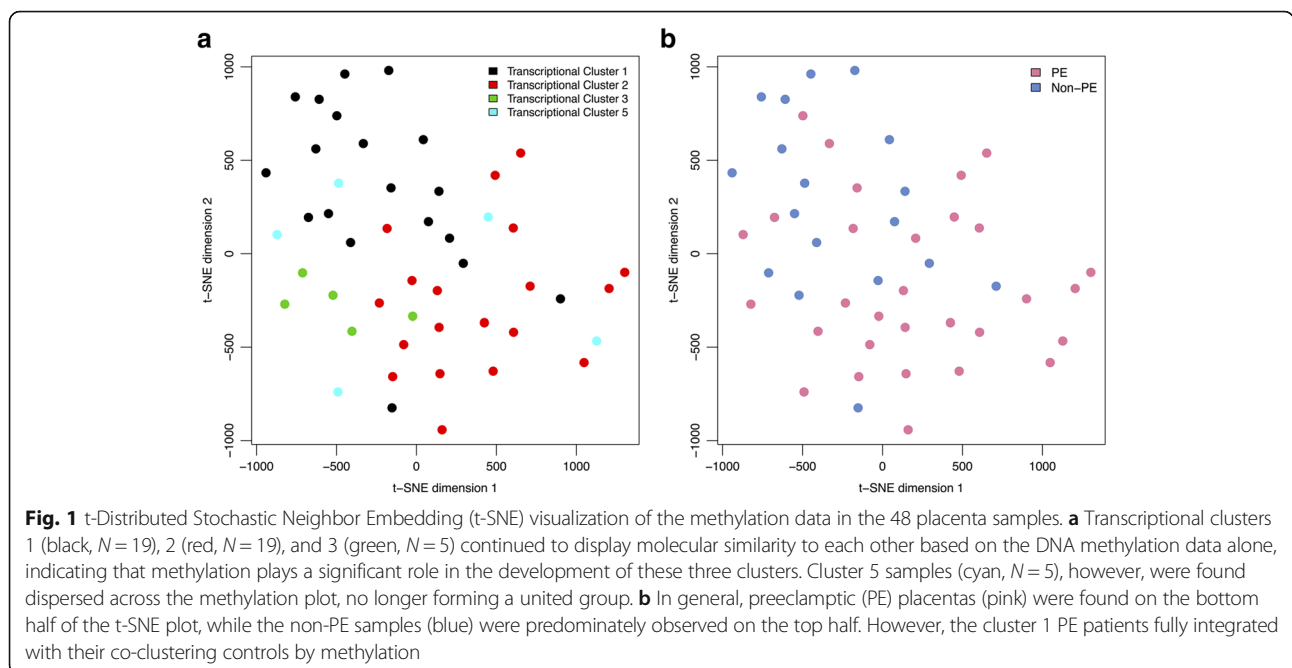 a
b
1000
500
0
−500
−1000
t−SNE dimension 2
−1000
−500
0
500
1000
t−SNE dimension 1
Transcriptional Cluster 1
Transcriptional Cluster 2
Transcriptional Cluster 3
Transcriptional Cluster 5
1000
500
0
−500
−1000
t−SNE dimension 2
−1000
−500
0
500
1000
t−SNE dimension 1
PE
Non−PE
Fig. 1 t-Distributed Stochastic Neighbor Embedding (t-SNE) visualization of the methylation data in the 48 placenta samples. a Transcriptional clusters
1 (black, N = 19), 2 (red, N = 19), and 3 (green, N = 5) continued to display molecular similarity to each other based on the DNA methylation data alone,
indicating that methylation plays a significant role in the development of these three clusters. Cluster 5 samples (cyan, N = 5), however, were found
dispersed across the methylation plot, no longer forming a united group. b In general, preeclamptic (PE) placentas (pink) were found on the bottom
half of the t-SNE plot, while the non-PE samples (blue) were predominately observed on the top half. However, the cluster 1 PE patients fully integrated
with their co-clustering controls by methylation